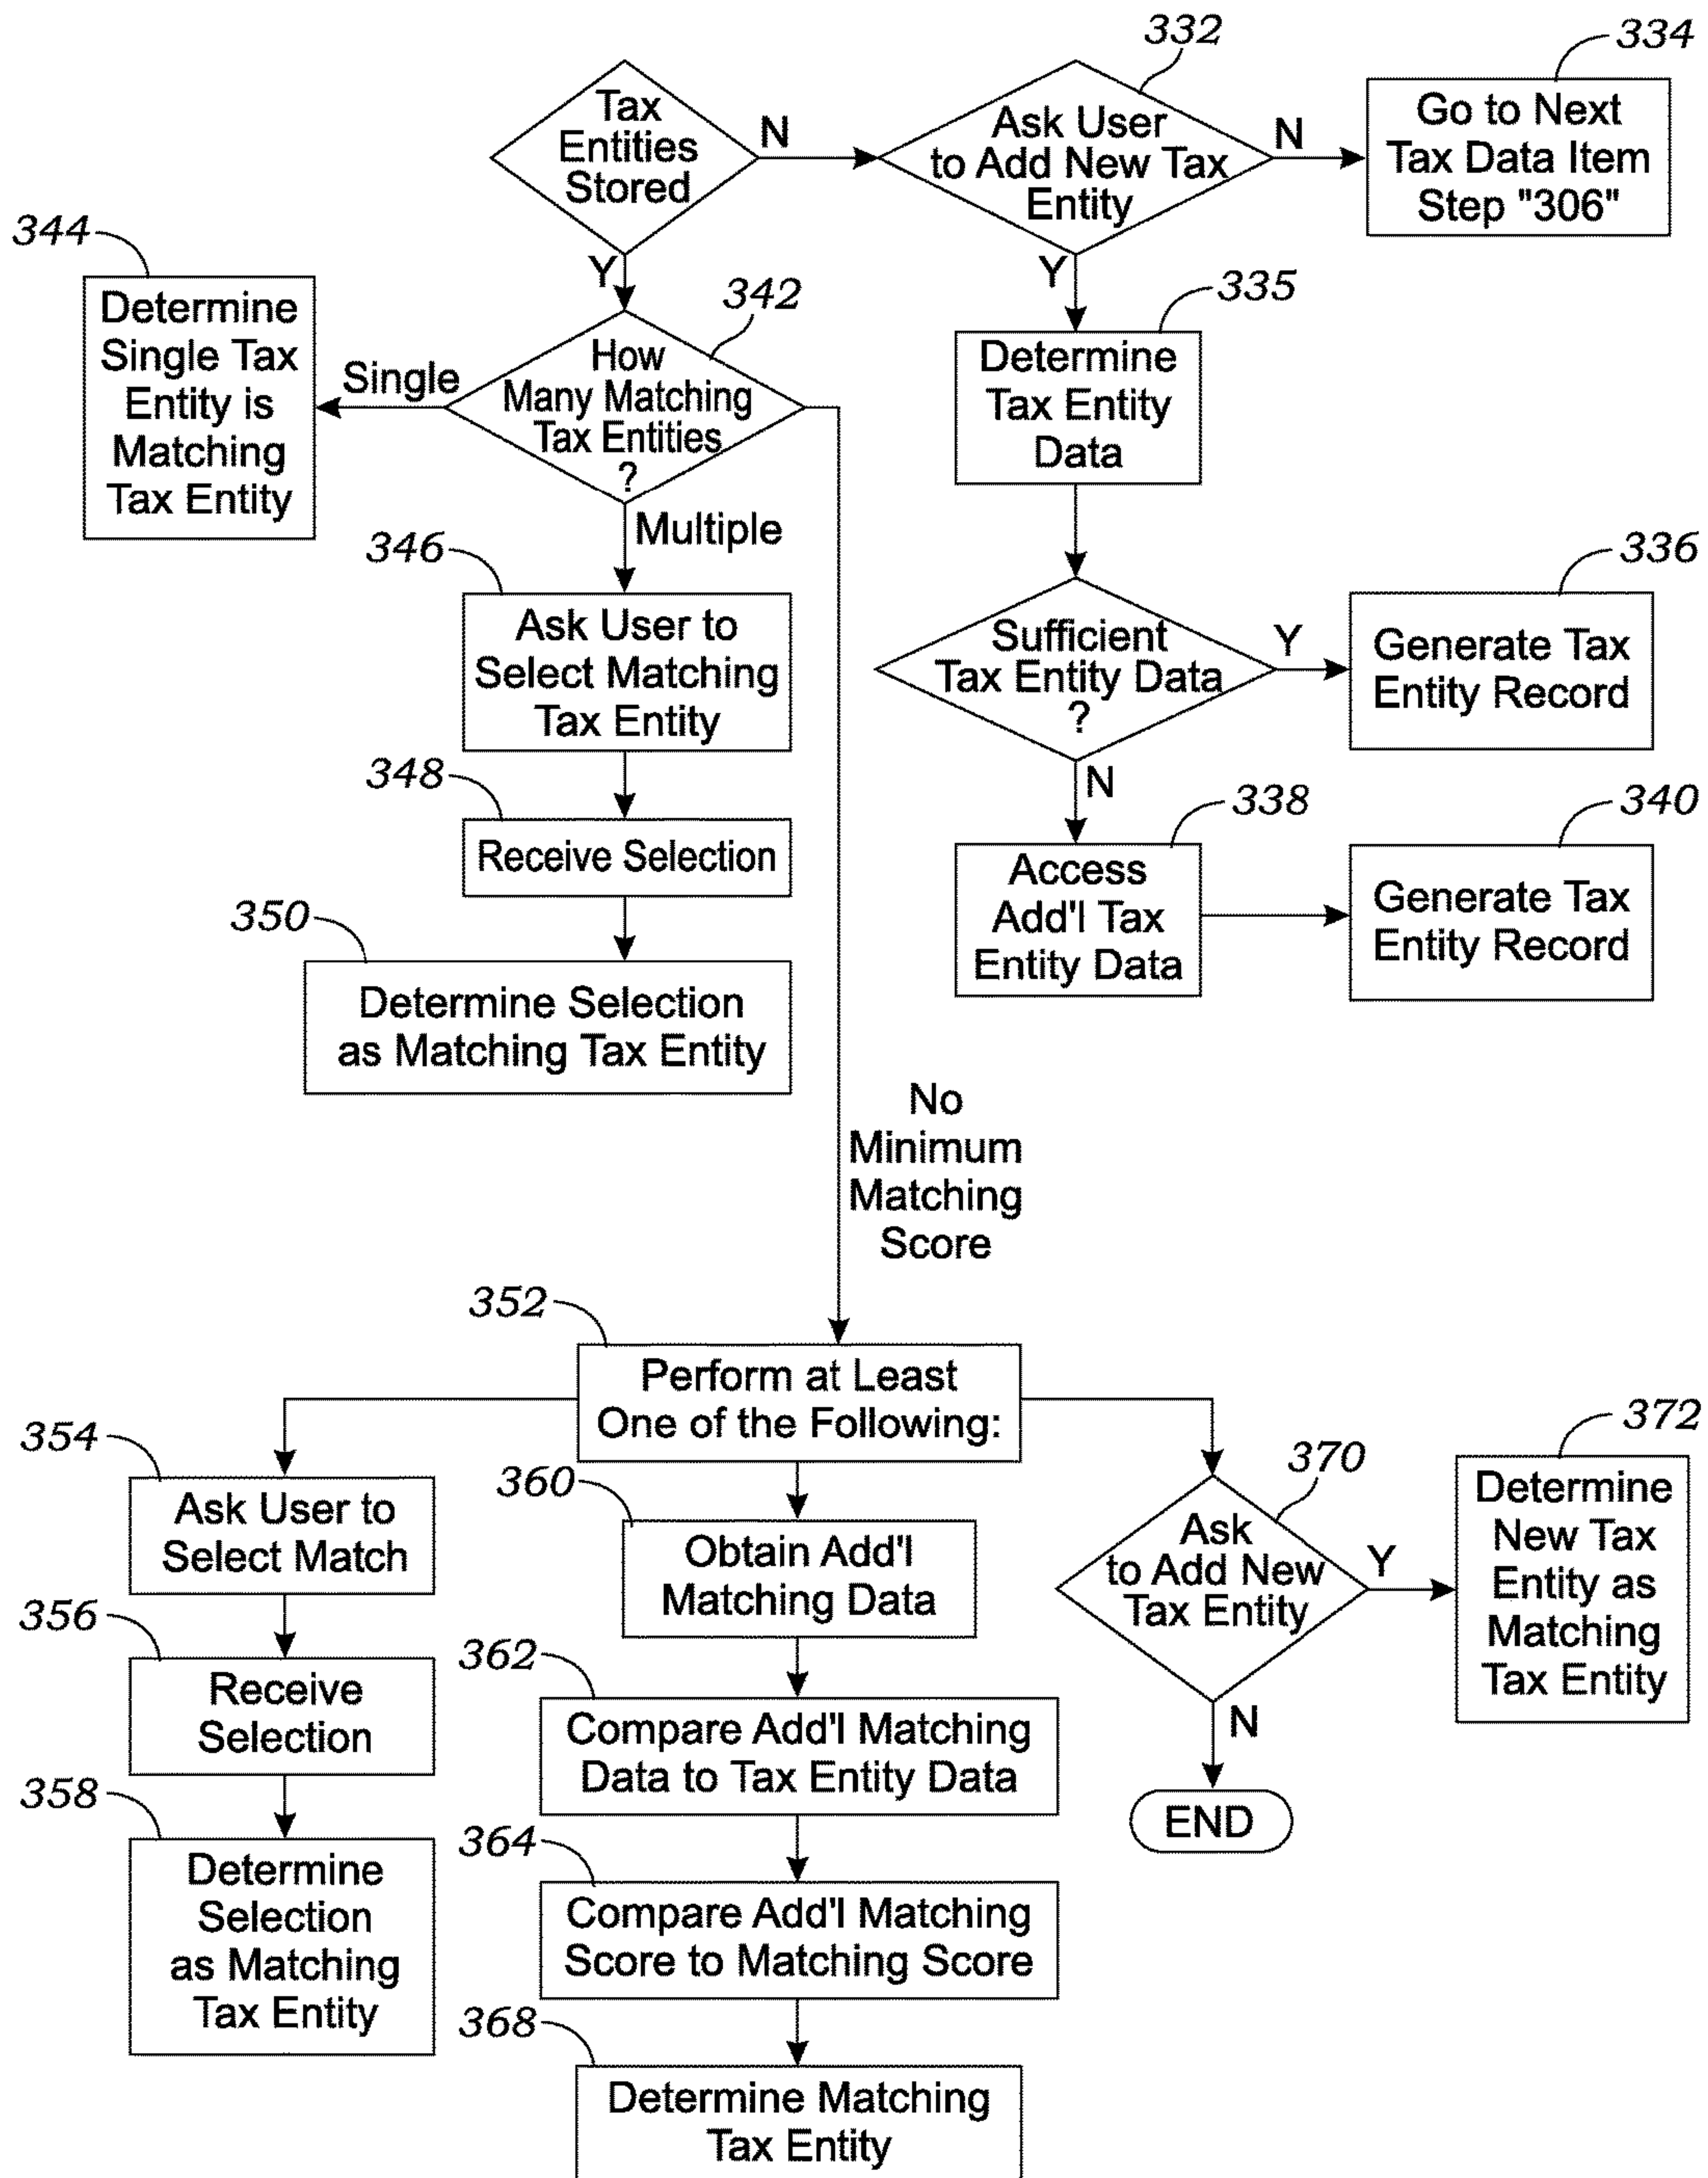 332
334
Tax
Entities
Stored
N
Ask User
to Add New Tax
Entity
N
Go to Next
Tax Data Item
Step "306"
Y
Y
344
Determine
Single Tax
Entity is
Matching
Tax Entity
Single
342
How
Many Matching
Tax Entities
?
335
Determine
Tax Entity
Data
Multiple
346
Ask User to
Select Matching
Tax Entity
336
Sufficient
Tax Entity Data
?
Y
Generate Tax
Entity Record
N
348
Receive Selection
338
Access
Add'l Tax
Entity Data
340
Generate Tax
Entity Record
350
Determine Selection
as Matching Tax Entity
No
Minimum
Matching
Score
352
Perform at Least
One of the Following:
354
Ask User to
Select Match
356
Receive
Selection
358
Determine
Selection
as Matching
Tax Entity
360
Obtain Add'l
Matching Data
362
Compare Add'l Matching
Data to Tax Entity Data
364
Compare Add'l Matching
Score to Matching Score
368
Determine Matching
Tax Entity
370
Ask
to Add New
Tax Entity
Y
N
END
372
Determine
New Tax
Entity as
Matching
Tax Entity